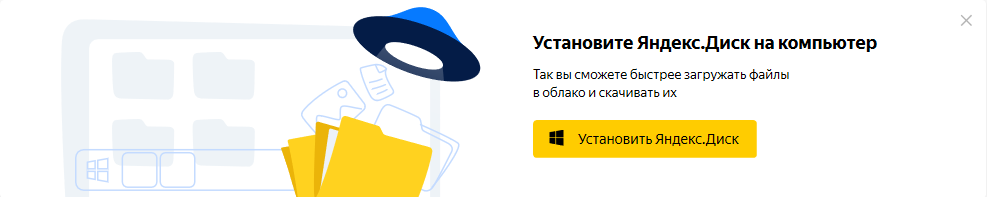 Установите Яндекс.Диск на компьютер
Так вы сможете быстрее загружать файлы
в облако и скачивать их
Установить Яндекс.Диск